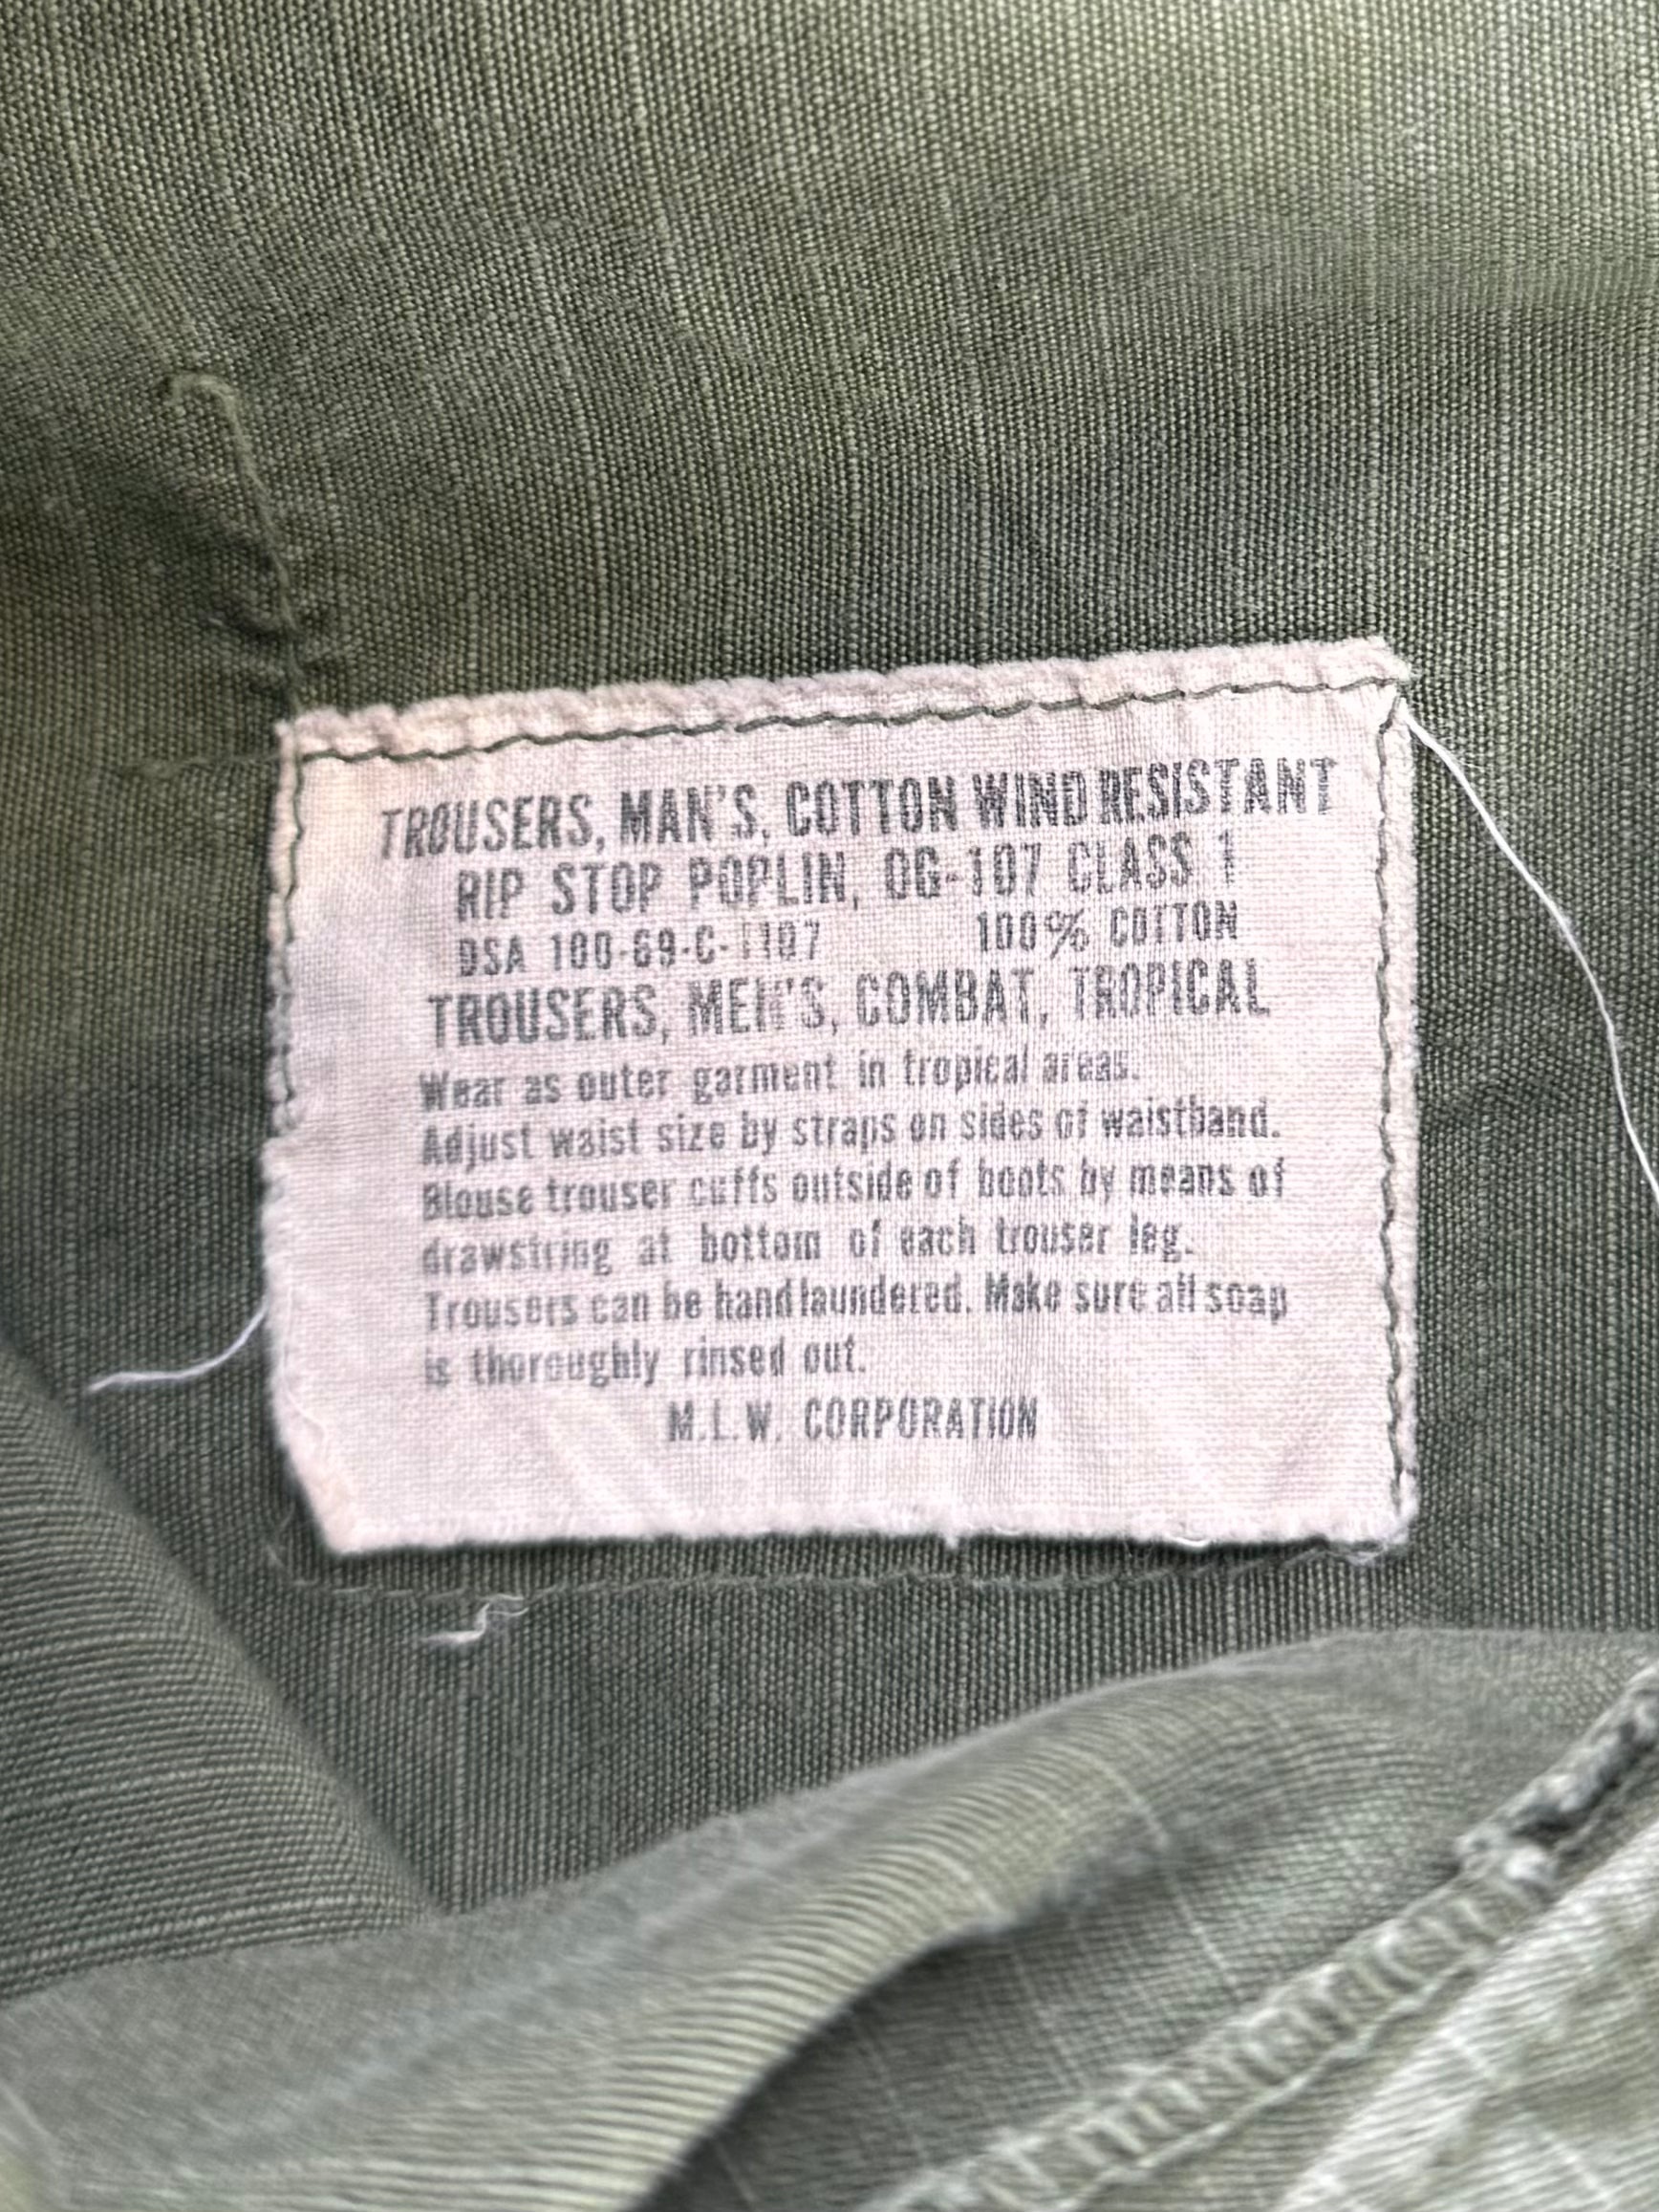 TROUSERS, MAN'S, COTTON WIND RESISTANT
RIP STOP POPLIN, OG-107 CLASS 1
DSA 100-69-C-1107 100% COTTON
TROUSERS, MEN'S, COMBAT, TROPICAL
Wear as outer garment in tropical areas.
Adjust waist size by straps on sides of waistband.
Blouse trouser cuffs outside of boots by means of
drawstring at bottom of each trouser leg.
Trousers can be hand laundered. Make sure all soap
is thoroughly rinsed out.
M.L.W. CORPORATION